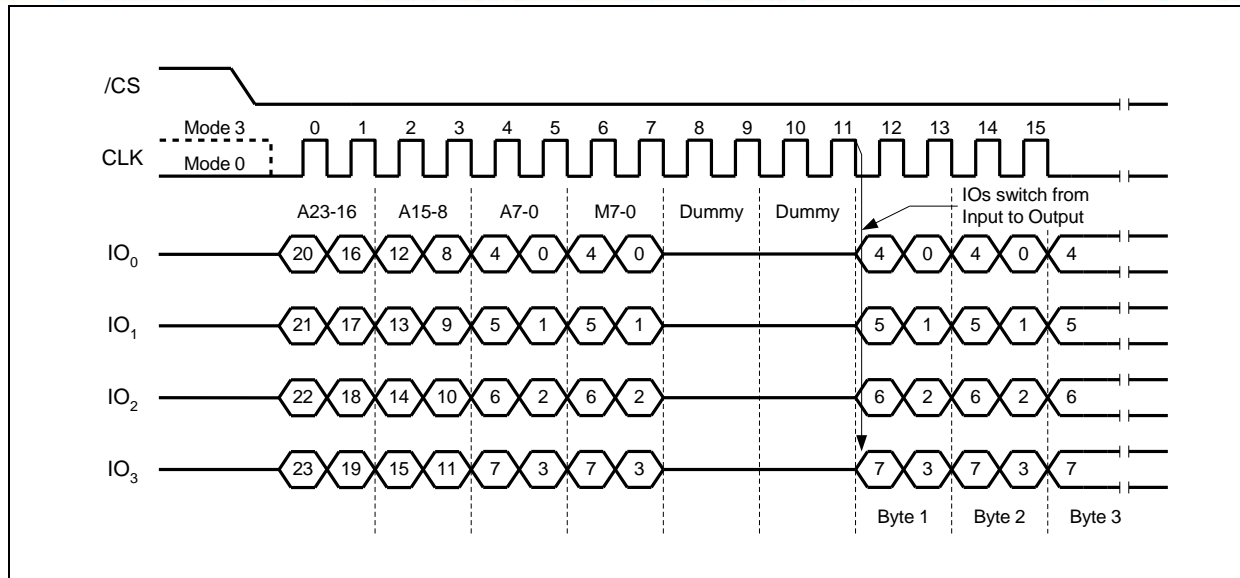 /CS
Mode 3 0 1 2 3 4 5 6 7 8 9 10 11 12 13 14 15
CLK
Mode 0
IOs switch from
Input to Output
A23-16 A15-8 A7-0 M7-0 Dummy Dummy
IO0 20 16 12 8 4 0 4 0 4 0 4 0 4
IO1 21 17 13 9 5 1 5 1 5 1 5 1 5
IO2 22 18 14 10 6 2 6 2 6 2 6 2 6
IO3 23 19 15 11 7 3 7 3 7 3 7 3 7
Byte 1 Byte 2 Byte 3